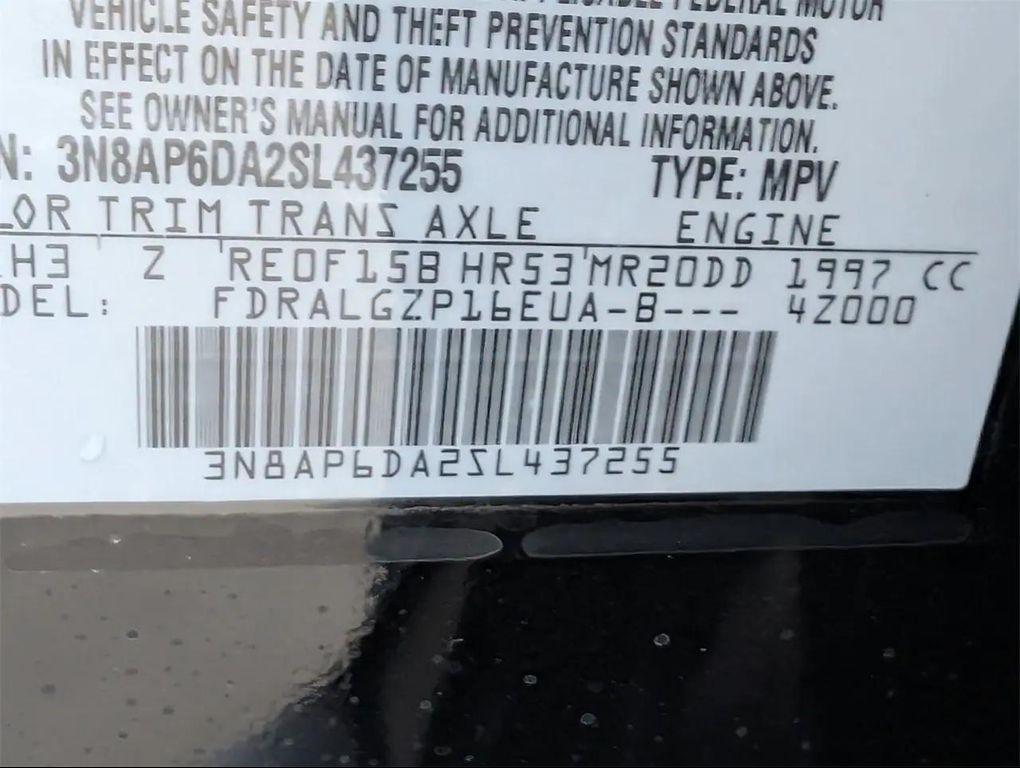 FEDERAL MOTOR
VEHICLE SAFETY AND THEFT PREVENTION STANDARDS
IN EFFECT ON THE DATE OF MANUFACTURE SHOWN ABOVE.
SEE OWNER'S MANUAL FOR ADDITIONAL INFORMATION.
N: 3N8AP6DA2SL437255 TYPE: MPV
LOR TRIM TRANS AXLE ENGINE
H3 Z RE0F15B HR53 MR20DD 1997 CC
DEL: FDRALGZP16EUA-B--- 4Z000
3N8AP6DA2SL437255